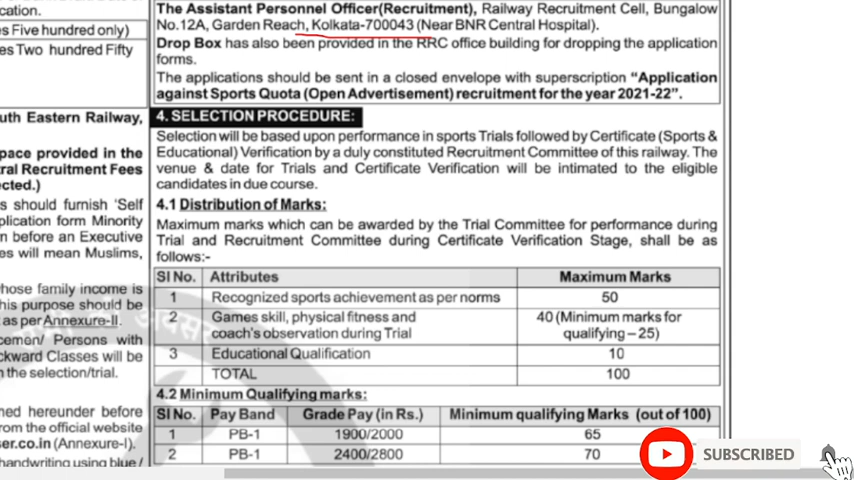 cation.
es Five hundred only)
es Two hundred Fifty
uth Eastern Railway,
pace provided in the
tral Recruitment Fees
ected.)
s should furnish 'Self
plication form Minority
n before an Executive
es will mean Muslims,
hose family income is
his purpose should be
as per Annexure-II.
cemen/ Persons with
ckward Classes will be
n the selection/trial.
ned hereunder before
rom the official website
ser.co.in (Annexure-I).
handwriting using blue /
The Assistant Personnel Officer(Recruitment), Railway Recruitment Cell, Bungalow
No.12A, Garden Reach, Kolkata-700043 (Near BNR Central Hospital).
Drop Box has also been provided in the RRC office building for dropping the application
forms.
The applications should be sent in a closed envelope with superscription "Application
against Sports Quota (Open Advertisement) recruitment for the year 2021-22".
4. SELECTION PROCEDURE:
Selection will be based upon performance in sports Trials followed by Certificate (Sports &
Educational) Verification by a duly constituted Recruitment Committee of this railway. The
venue & date for Trials and Certificate Verification will be intimated to the eligible
candidates in due course.
4.1 Distribution of Marks:
Maximum marks which can be awarded by the Trial Committee for performance during
Trial and Recruitment Committee during Certificate Verification Stage, shall be as
follows:-
Sl No. Attributes Maximum Marks
1 Recognized sports achievement as per norms 50
2 Games skill, physical fitness and coach's observation during Trial 40 (Minimum marks for qualifying – 25)
3 Educational Qualification 10
TOTAL 100
4.2 Minimum Qualifying marks:
Sl No. Pay Band Grade Pay (in Rs.) Minimum qualifying Marks (out of 100)
1 PB-1 1900/2000 65
2 PB-1 2400/2800 70
SUBSCRIBED